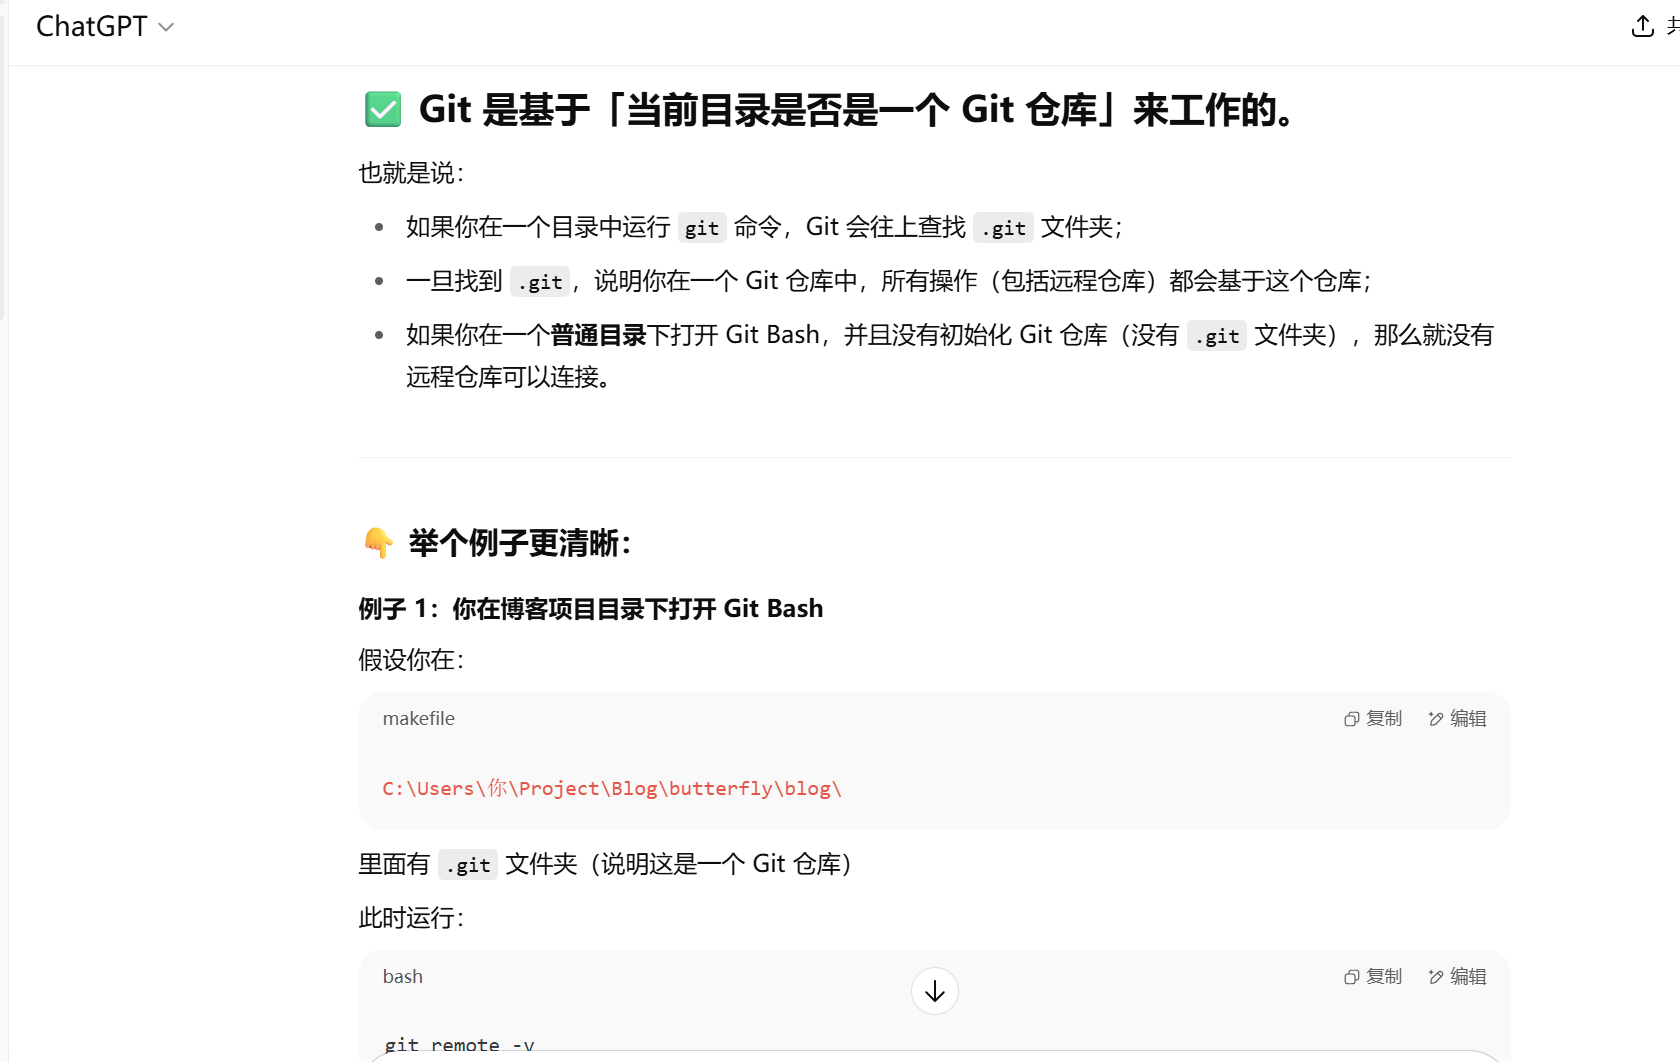 ChatGPT
共
✅ Git 是基于「当前目录是否是一个 Git 仓库」来工作的。
也就是说：
• 如果你在一个目录中运行 git 命令，Git 会往上查找 .git 文件夹；
• 一旦找到 .git，说明你在一个 Git 仓库中，所有操作（包括远程仓库）都会基于这个仓库；
• 如果你在一个普通目录下打开 Git Bash，并且没有初始化 Git 仓库（没有 .git 文件夹），那么就没有
远程仓库可以连接。
👇 举个例子更清晰：
例子 1：你在博客项目目录下打开 Git Bash
假设你在：
makefile
复制 编辑
C:\Users\你\Project\Blog\butterfly\blog\
里面有 .git 文件夹（说明这是一个 Git 仓库）
此时运行：
bash
复制 编辑
git remote -v